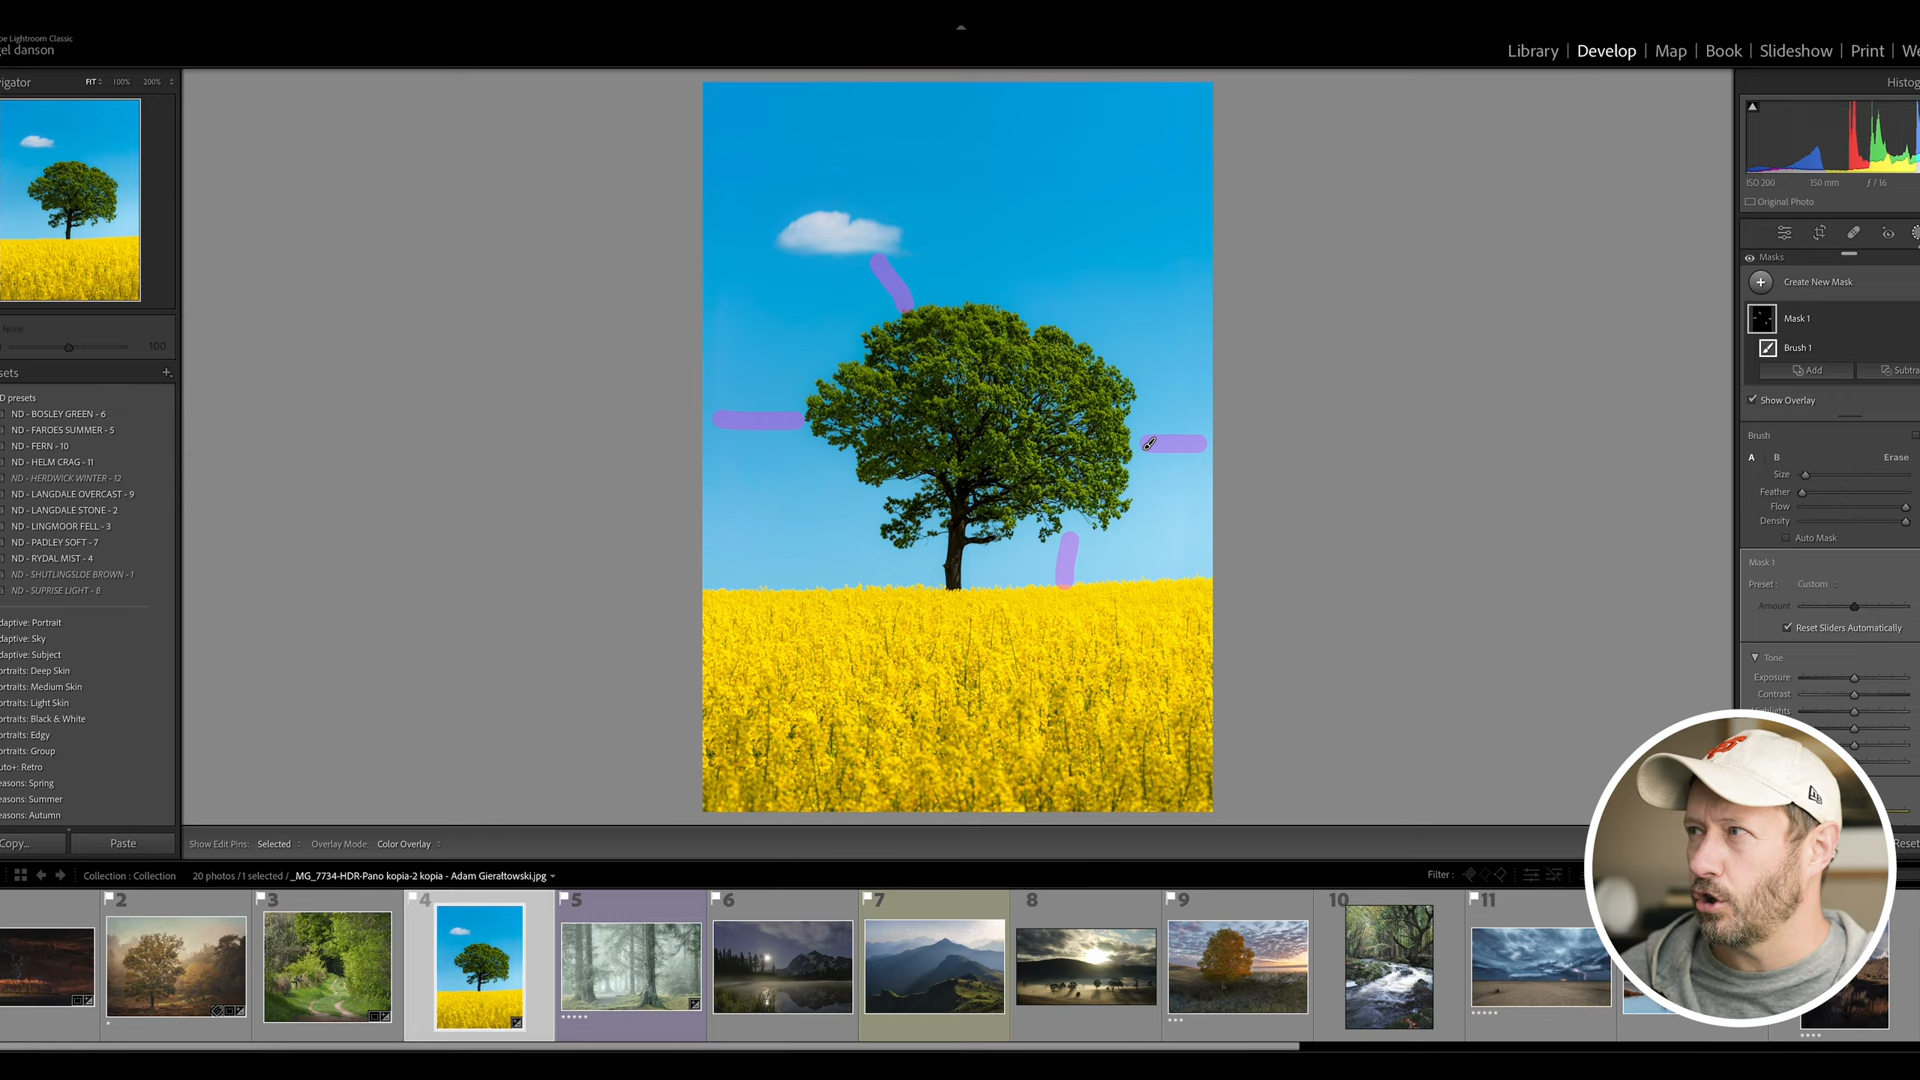 be Lightroom Classic
gel danson
Library | Develop | Map | Book | Slideshow | Print | We
vigator
FIT
100%
200%
Histog
ISO 200
150 mm
ƒ / 16
Original Photo
Masks
Create New Mask
Mask 1
Brush 1
Add
Subtra
Show Overlay
Brush
A
B
Erase
Size
Feather
Flow
Density
Auto Mask
Mask 1
Preset :
Custom
Amount
Reset Sliders Automatically
Tone
Exposure
Contrast
Highlights
Reset
None
100
sets
D presets
ND - BOSLEY GREEN - 6
ND - FAROES SUMMER - 5
ND - FERN - 10
ND - HELM CRAG - 11
ND - HERDWICK WINTER - 12
ND - LANGDALE OVERCAST - 9
ND - LANGDALE STONE - 2
ND - LINGMOOR FELL - 3
ND - PADLEY SOFT - 7
ND - RYDAL MIST - 4
ND - SHUTLINGSLOE BROWN - 1
ND - SUPRISE LIGHT - 8
daptive: Portrait
daptive: Sky
daptive: Subject
ortraits: Deep Skin
ortraits: Medium Skin
ortraits: Light Skin
ortraits: Black & White
ortraits: Edgy
ortraits: Group
uto+: Retro
easons: Spring
easons: Summer
easons: Autumn
Copy...
Paste
Show Edit Pins:
Selected
Overlay Mode:
Color Overlay
Collection : Collection
20 photos / 1 selected / _MG_7734-HDR-Pano kopia-2 kopia - Adam Gierałtowski.jpg
Filter :
2
3
4
5
6
7
8
9
10
11